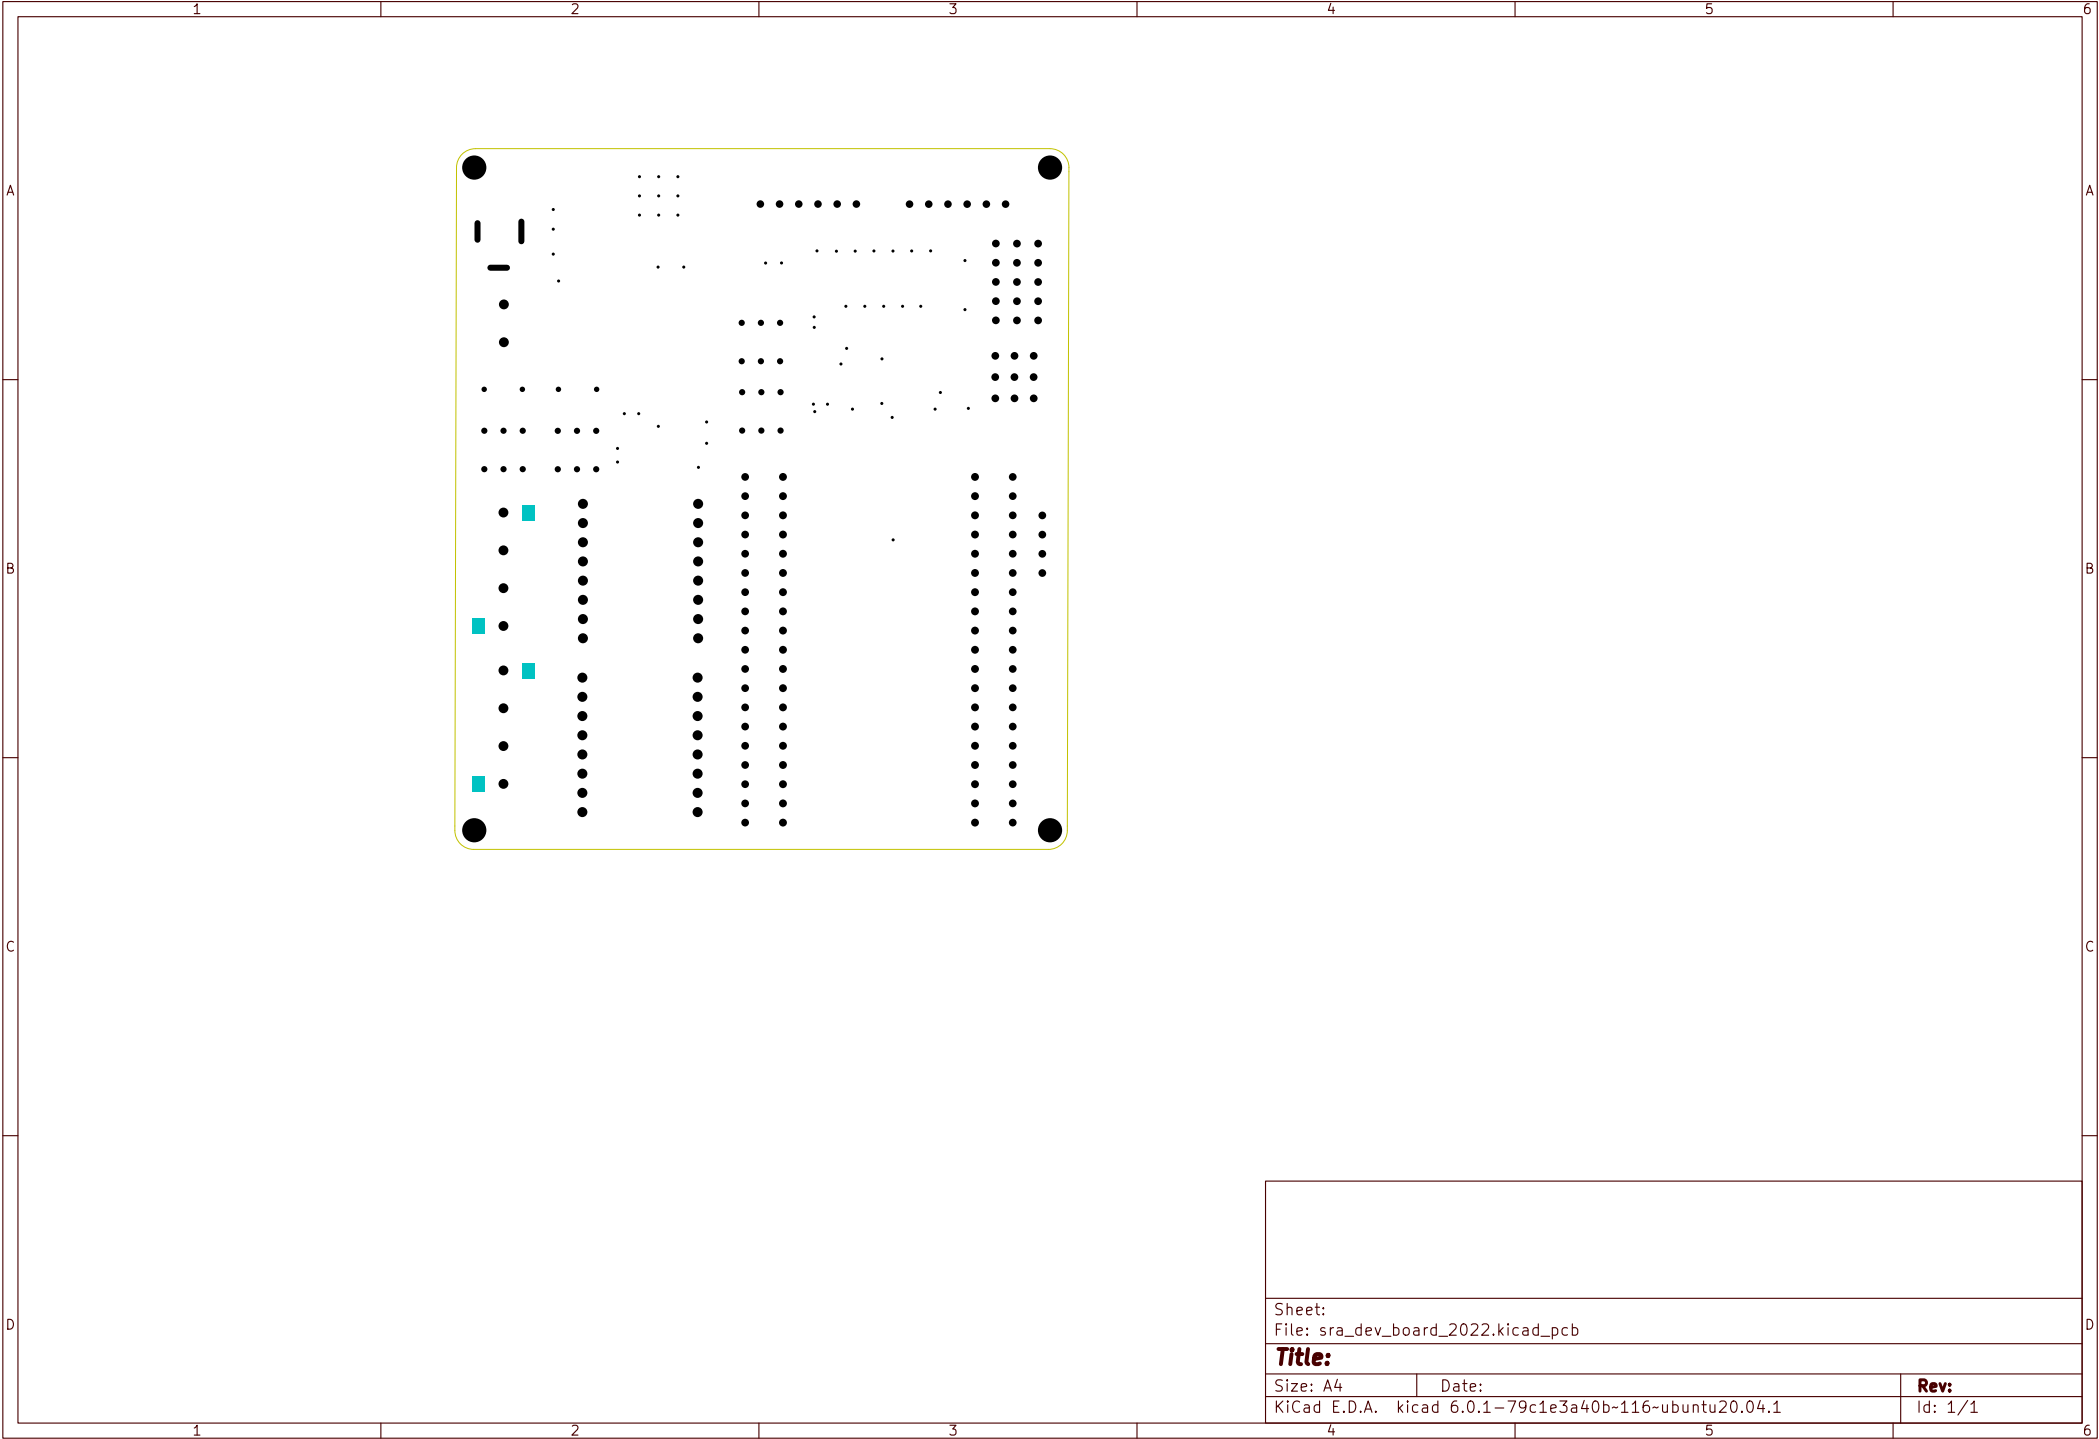 1 2 3 4 5 6
A A
B B
C C
D D
Sheet:
File: sra_dev_board_2022.kicad_pcb
Title:
Size: A4 Date: Rev:
KiCad E.D.A. kicad 6.0.1-79c1e3a40b~116~ubuntu20.04.1 Id: 1/1
1 2 3 4 5 6